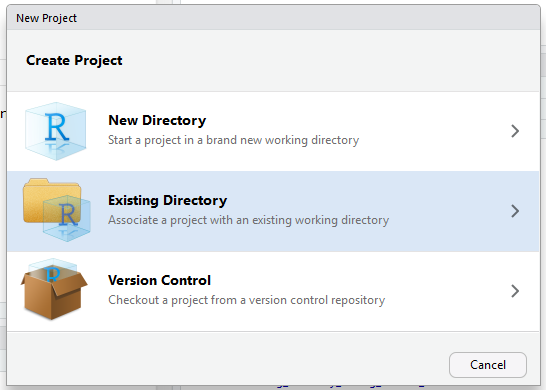 New Project
Create Project
R
New Directory
Start a project in a brand new working directory
R
Existing Directory
Associate a project with an existing working directory
R
Version Control
Checkout a project from a version control repository
Cancel